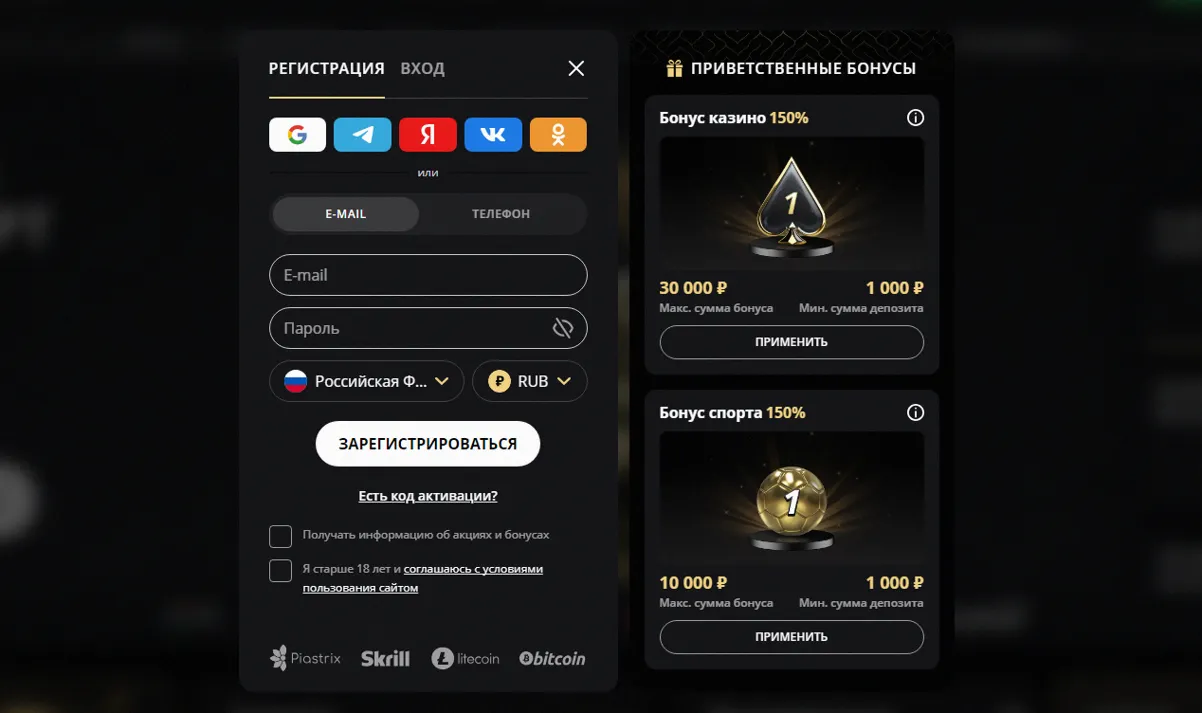 РЕГИСТРАЦИЯ ВХОД
Я
или
E-MAIL ТЕЛЕФОН
E-mail
Пароль
Российская Ф... ₽ RUB
ЗАРЕГИСТРИРОВАТЬСЯ
Есть код активации?
Получать информацию об акциях и бонусах
Я старше 18 лет и соглашаюсь с условиями
пользования сайтом
Piastrix Skrill litecoin bitcoin
ПРИВЕТСТВЕННЫЕ БОНУСЫ
Бонус казино 150%
1
30 000 ₽ 1 000 ₽
Макс. сумма бонуса Мин. сумма депозита
ПРИМЕНИТЬ
Бонус спорта 150%
1
10 000 ₽ 1 000 ₽
Макс. сумма бонуса Мин. сумма депозита
ПРИМЕНИТЬ